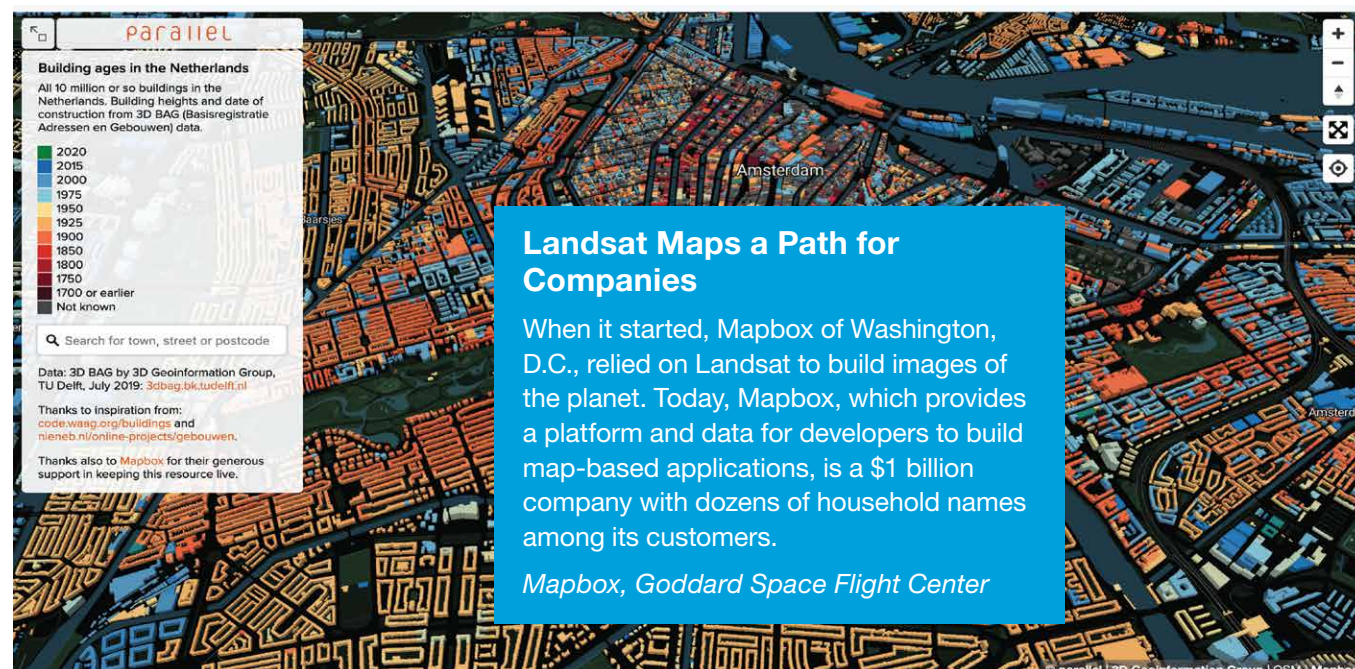 parallel
Building ages in the Netherlands
All 10 million or so buildings in the
Netherlands. Building heights and date of
construction from 3D BAG (Basisregistratie
Adressen en Gebouwen) data.
2020
2015
2000
1975
1950
1925
1900
1850
1800
1750
1700 or earlier
Not known
Search for town, street or postcode
Data: 3D BAG by 3D Geoinformation Group,
TU Delft, July 2019: 3dbag.bk.tudelft.nl
Thanks to inspiration from:
code.waag.org/buildings and
nieneb.nl/online-projects/gebouwen.
Thanks also to Mapbox for their generous
support in keeping this resource live.
Amsterdam
Landsat Maps a Path for
Companies
When it started, Mapbox of Washington,
D.C., relied on Landsat to build images of
the planet. Today, Mapbox, which provides
a platform and data for developers to build
map-based applications, is a $1 billion
company with dozens of household names
among its customers.
Mapbox, Goddard Space Flight Center
Amsterd
© parallel | 3D Geoinformation Group | OSM | Mapbo